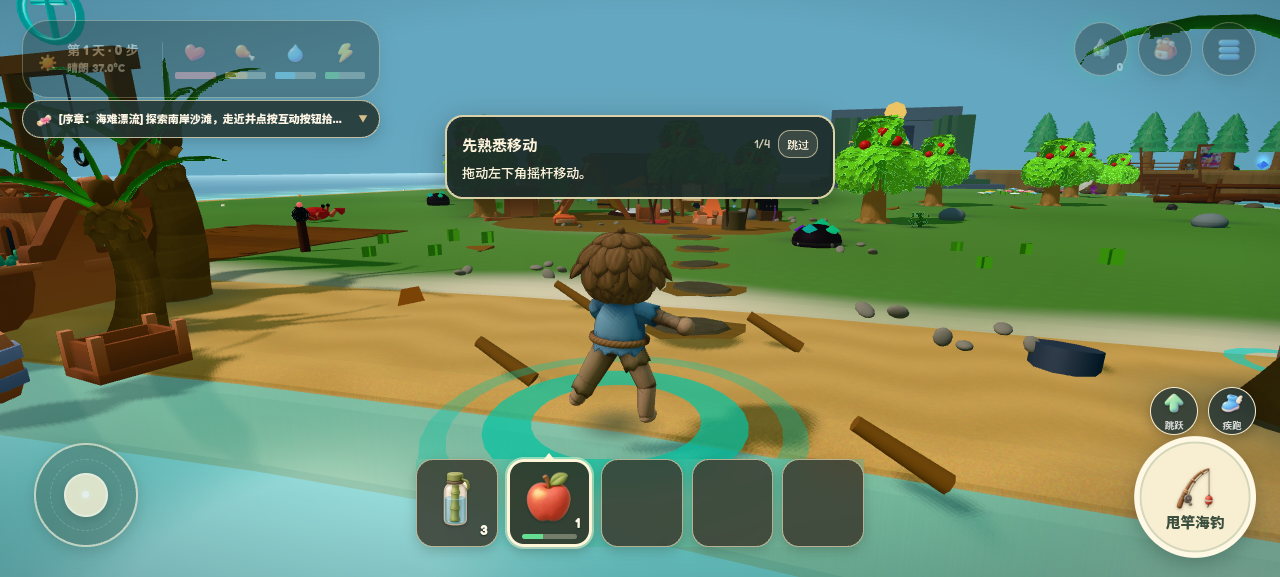 第 1 天 · 0 步
晴朗 37.0°C
0
[序章：海难漂流] 探索南岸沙滩，走近并点按互动按钮拾...
先熟悉移动
1/4
跳过
拖动左下角摇杆移动。
跳跃
疾跑
甩竿海钓
3
1